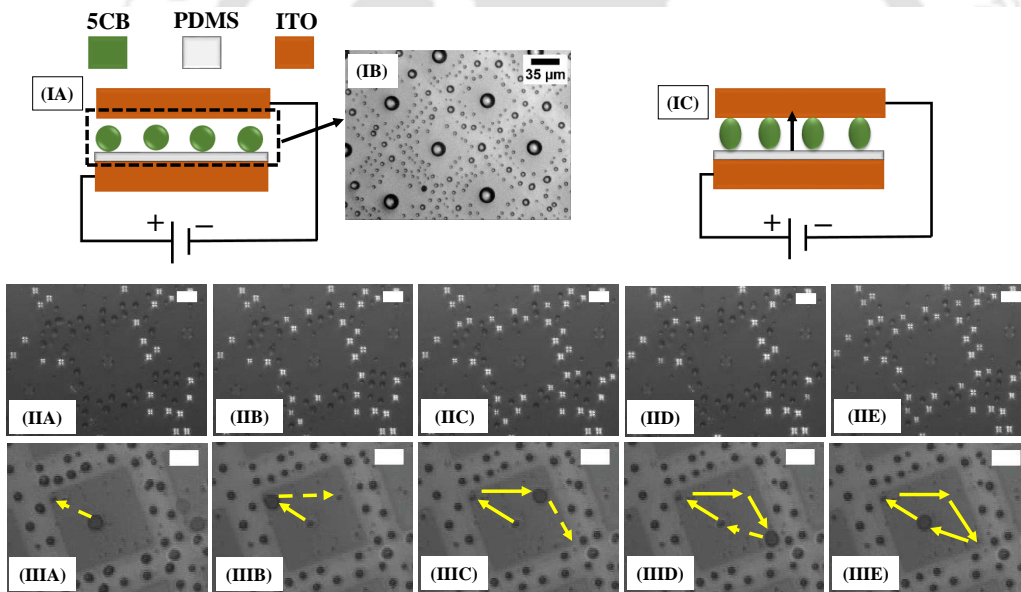 5CB PDMS ITO
(IA)
(IB)
35 µm
(IC)
+ −
+ −
(IIA) (IIB) (IIC) (IID) (IIE)
(IIIA) (IIIB) (IIIC) (IIID) (IIIE)